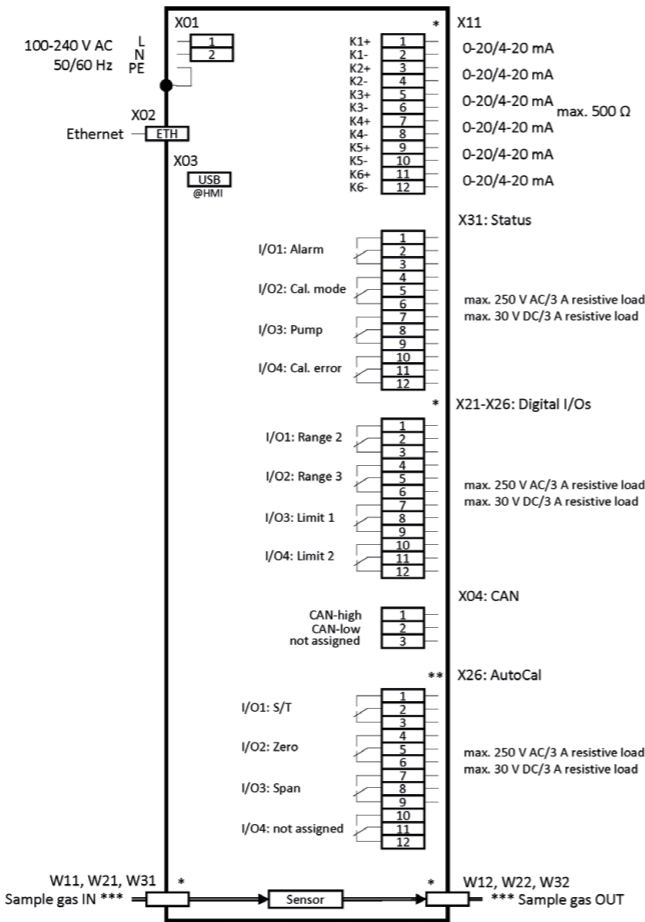 X01
100-240 V AC
50/60 Hz
L
N
PE
1
2
X02
Ethernet
ETH
X03
USB
@HMI
* X11
K1+ 1
K1- 2
0-20/4-20 mA
K2+ 3
K2- 4
0-20/4-20 mA
K3+ 5
K3- 6
0-20/4-20 mA
max. 500 Ω
K4+ 7
K4- 8
0-20/4-20 mA
K5+ 9
K5- 10
0-20/4-20 mA
K6+ 11
K6- 12
0-20/4-20 mA
X31: Status
I/O1: Alarm
1
2
3
I/O2: Cal. mode
4
5
6
I/O3: Pump
7
8
9
I/O4: Cal. error
10
11
12
max. 250 V AC/3 A resistive load
max. 30 V DC/3 A resistive load
* X21-X26: Digital I/Os
I/O1: Range 2
1
2
3
I/O2: Range 3
4
5
6
I/O3: Limit 1
7
8
9
I/O4: Limit 2
10
11
12
max. 250 V AC/3 A resistive load
max. 30 V DC/3 A resistive load
X04: CAN
CAN-high 1
CAN-low 2
not assigned 3
** X26: AutoCal
I/O1: S/T
1
2
3
I/O2: Zero
4
5
6
I/O3: Span
7
8
9
I/O4: not assigned
10
11
12
max. 250 V AC/3 A resistive load
max. 30 V DC/3 A resistive load
W11, W21, W31 *
Sample gas IN ***
Sensor
* W12, W22, W32
*** Sample gas OUT